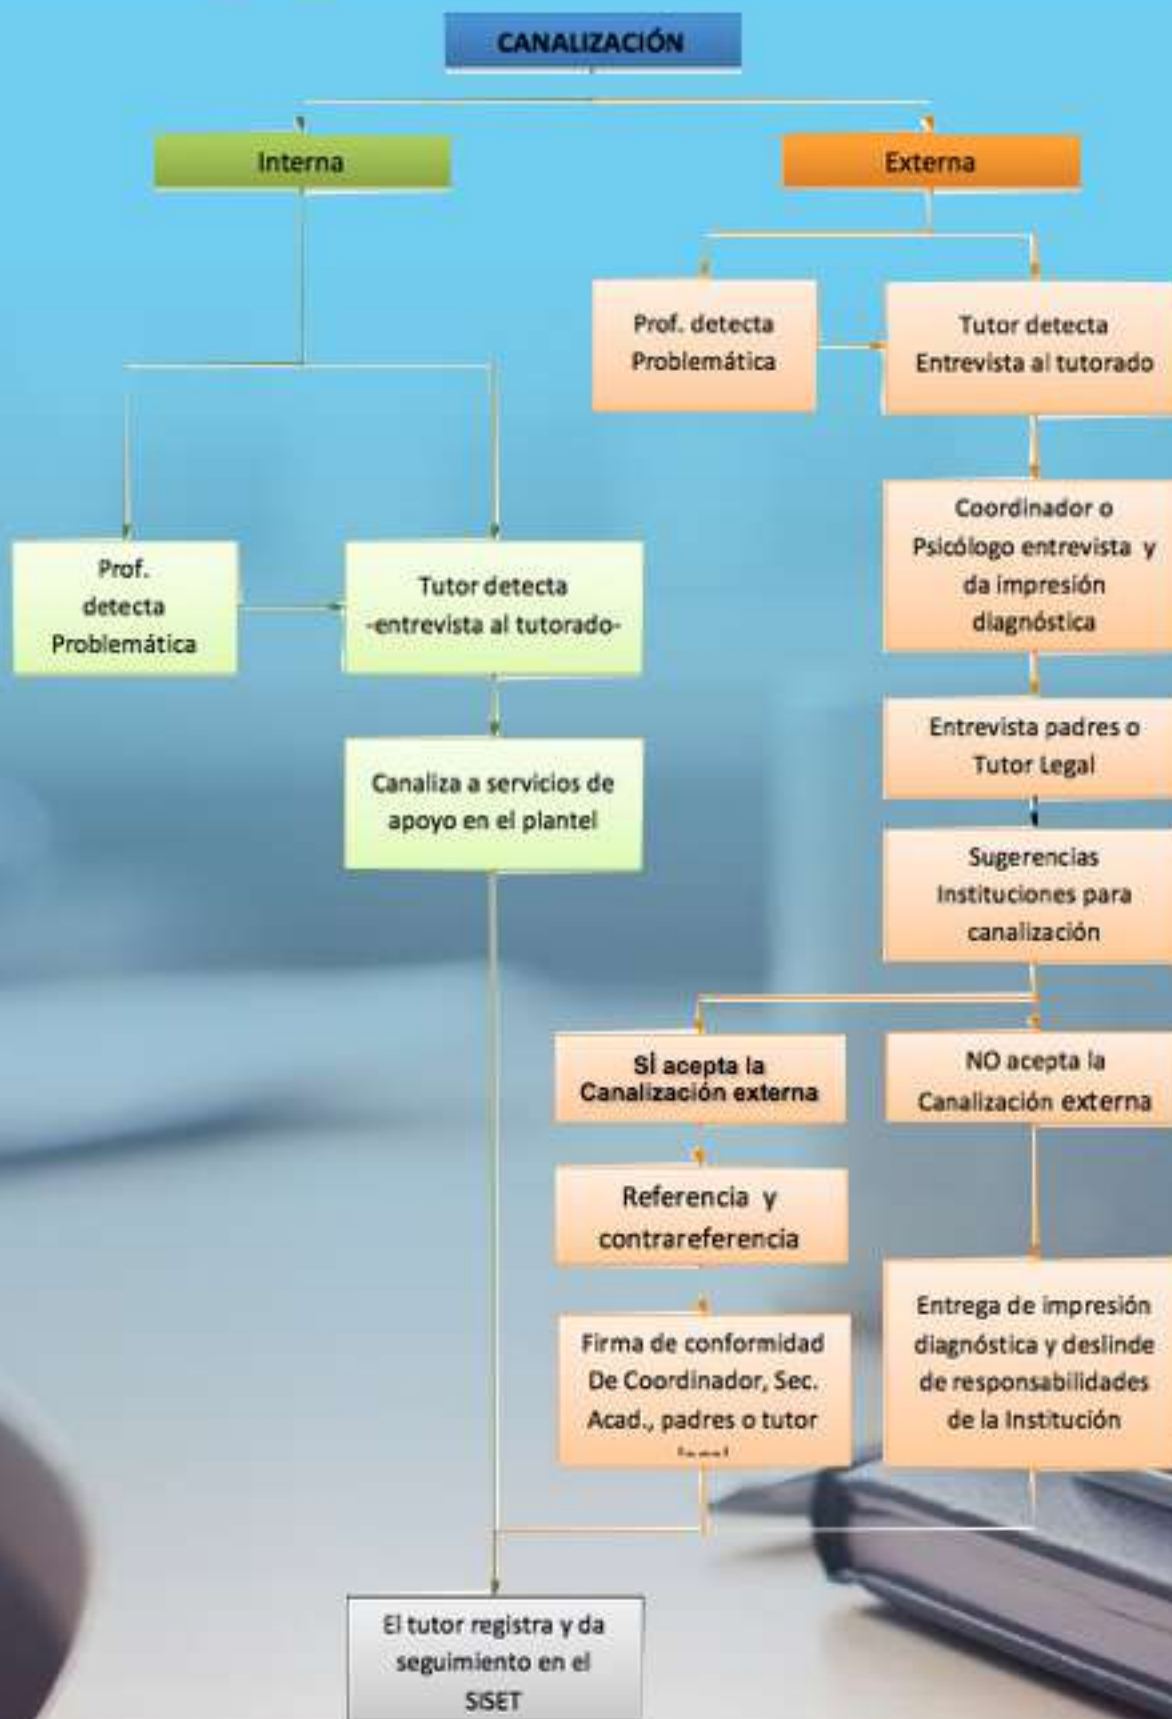 CANALIZACIÓN
Interna
Externa
Prof. detecta
Problemática
Tutor detecta
Entrevista al tutorado
Coordinador o
Psicólogo entrevista y
da impresión
diagnóstica
Prof.
detecta
Problemática
Tutor detecta
-entrevista al tutorado-
Entrevista padres o
Tutor Legal
Canaliza a servicios de
apoyo en el plantel
Sugerencias
Instituciones para
canalización
SÍ acepta la
Canalización externa
NO acepta la
Canalización externa
Referencia y
contrareferencia
Firma de conformidad
De Coordinador, Sec.
Acad., padres o tutor
Entrega de impresión
diagnóstica y deslinde
de responsabilidades
de la Institución
El tutor registra y da
seguimiento en el
SISET